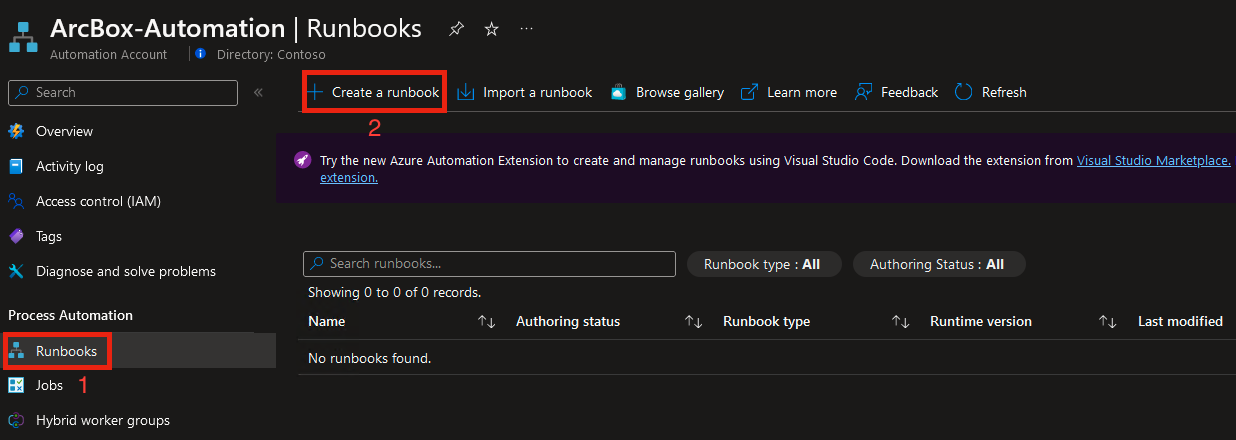 ArcBox-Automation | Runbooks
Automation Account
Directory: Contoso
Search
Overview
Activity log
Access control (IAM)
Tags
Diagnose and solve problems
Process Automation
Runbooks
1
Jobs
Hybrid worker groups
Create a runbook Import a runbook Browse gallery Learn more Feedback Refresh
2
Try the new Azure Automation Extension to create and manage runbooks using Visual Studio Code. Download the extension from Visual Studio Marketplace.
extension.
Search runbooks...
Runbook type : All
Authoring Status : All
Showing 0 to 0 of 0 records.
Name Authoring status Runbook type Runtime version Last modified
No runbooks found.